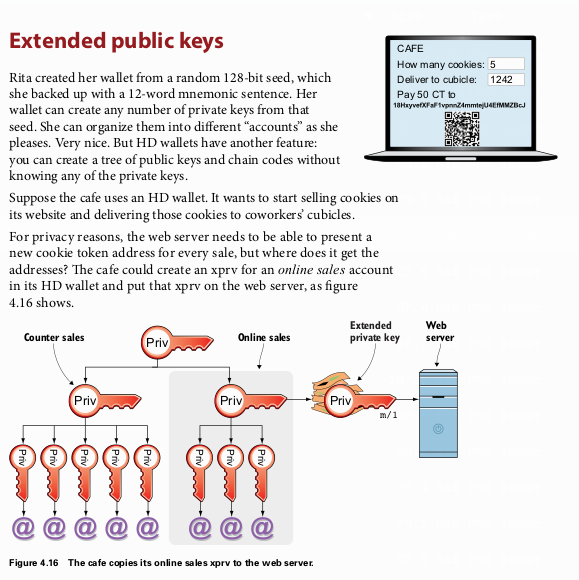 Extended public keys
Rita created her wallet from a random 128-bit seed, which
she backed up with a 12-word mnemonic sentence. Her
wallet can create any number of private keys from that
seed. She can organize them into different “accounts” as she
pleases. Very nice. But HD wallets have another feature:
you can create a tree of public keys and chain codes without
knowing any of the private keys.
CAFE
How many cookies: 5
Deliver to cubicle: 1242
Pay 50 CT to
18HxyvefXFaF1vpnnZ4mmtejU4EfMMZBcJ
Suppose the cafe uses an HD wallet. It wants to start selling cookies on
its website and delivering those cookies to coworkers’ cubicles.
For privacy reasons, the web server needs to be able to present a
new cookie token address for every sale, but where does it get the
addresses? The cafe could create an xprv for an online sales account
in its HD wallet and put that xprv on the web server, as figure
4.16 shows.
Counter sales
Priv
Online sales
Extended
private key
Web
server
Priv
Priv
Priv
m/1
Priv Priv Priv Priv Priv Priv Priv Priv
@ @ @ @ @ @ @ @
Figure 4.16 The cafe copies its online sales xprv to the web server.